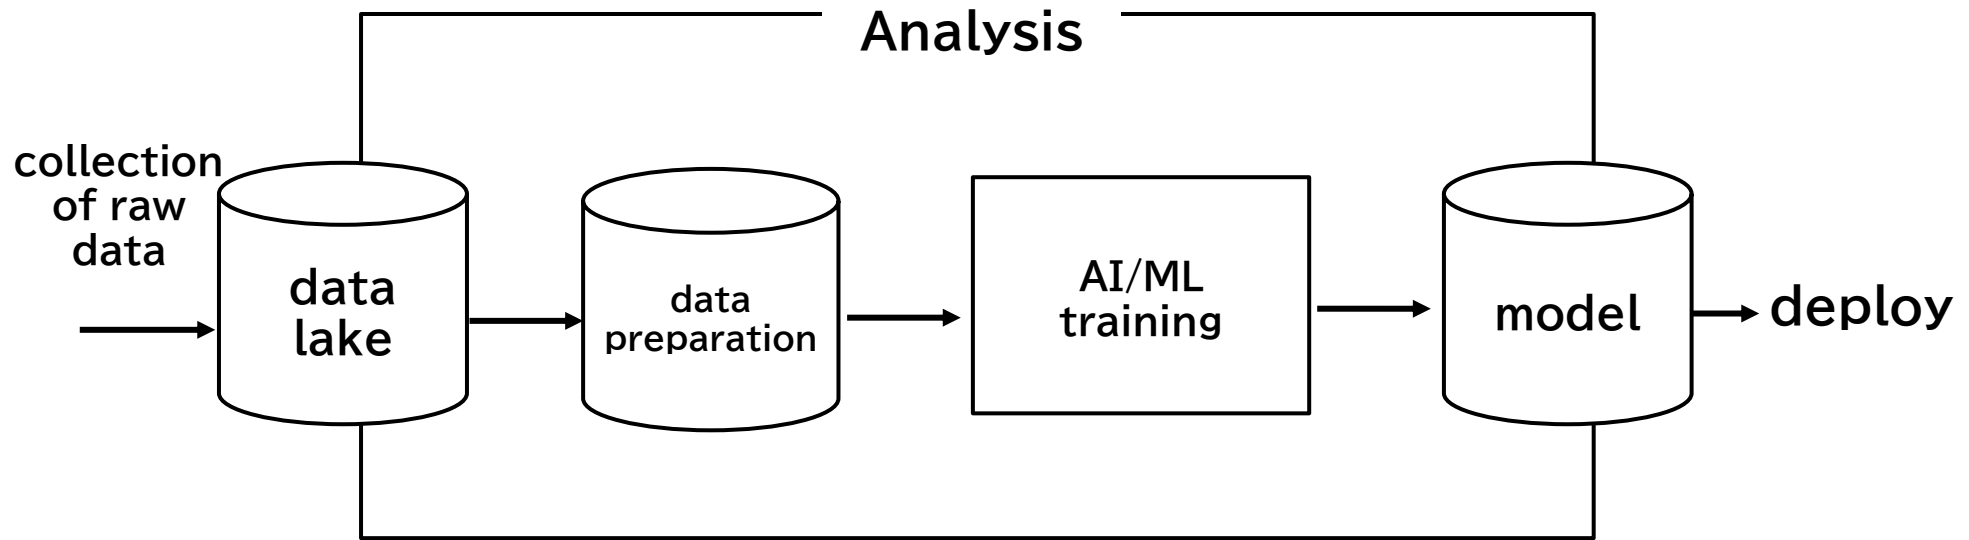 Analysis
collection
of raw
data
data
lake
data
preparation
AI/ML
training
model
deploy